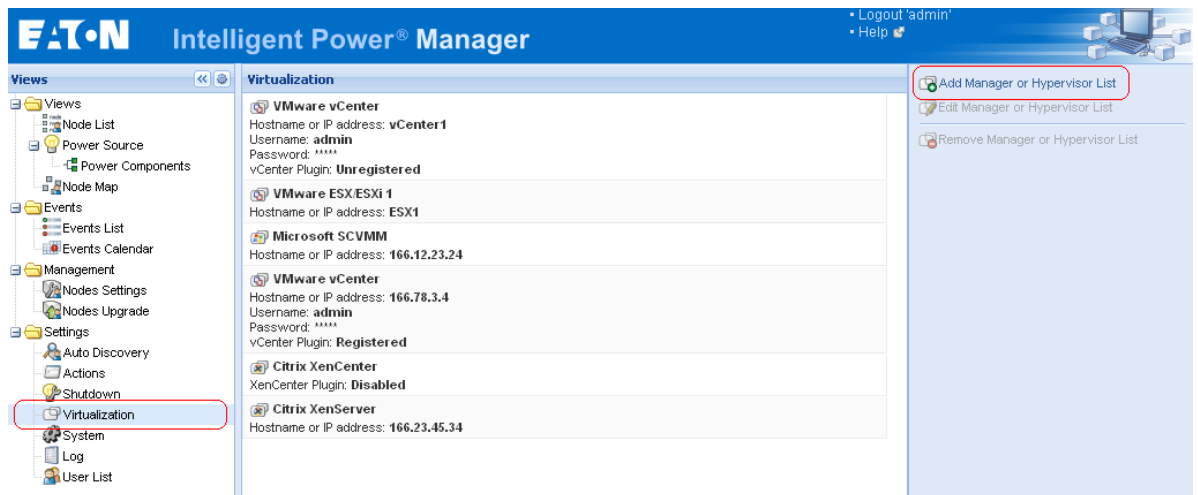 EATON
Intelligent Power® Manager
• Logout 'admin'
• Help
Views
Views
Node List
Power Source
Power Components
Node Map
Events
Events List
Events Calendar
Management
Nodes Settings
Nodes Upgrade
Settings
Auto Discovery
Actions
Shutdown
Virtualization
System
Log
User List
Virtualization
VMware vCenter
Hostname or IP address: vCenter1
Username: admin
Password: *****
vCenter Plugin: Unregistered
VMware ESX/ESXi 1
Hostname or IP address: ESX1
Microsoft SCVMM
Hostname or IP address: 166.12.23.24
VMware vCenter
Hostname or IP address: 166.78.3.4
Username: admin
Password: *****
vCenter Plugin: Registered
Citrix XenCenter
XenCenter Plugin: Disabled
Citrix XenServer
Hostname or IP address: 166.23.45.34
Add Manager or Hypervisor List
Edit Manager or Hypervisor List
Remove Manager or Hypervisor List